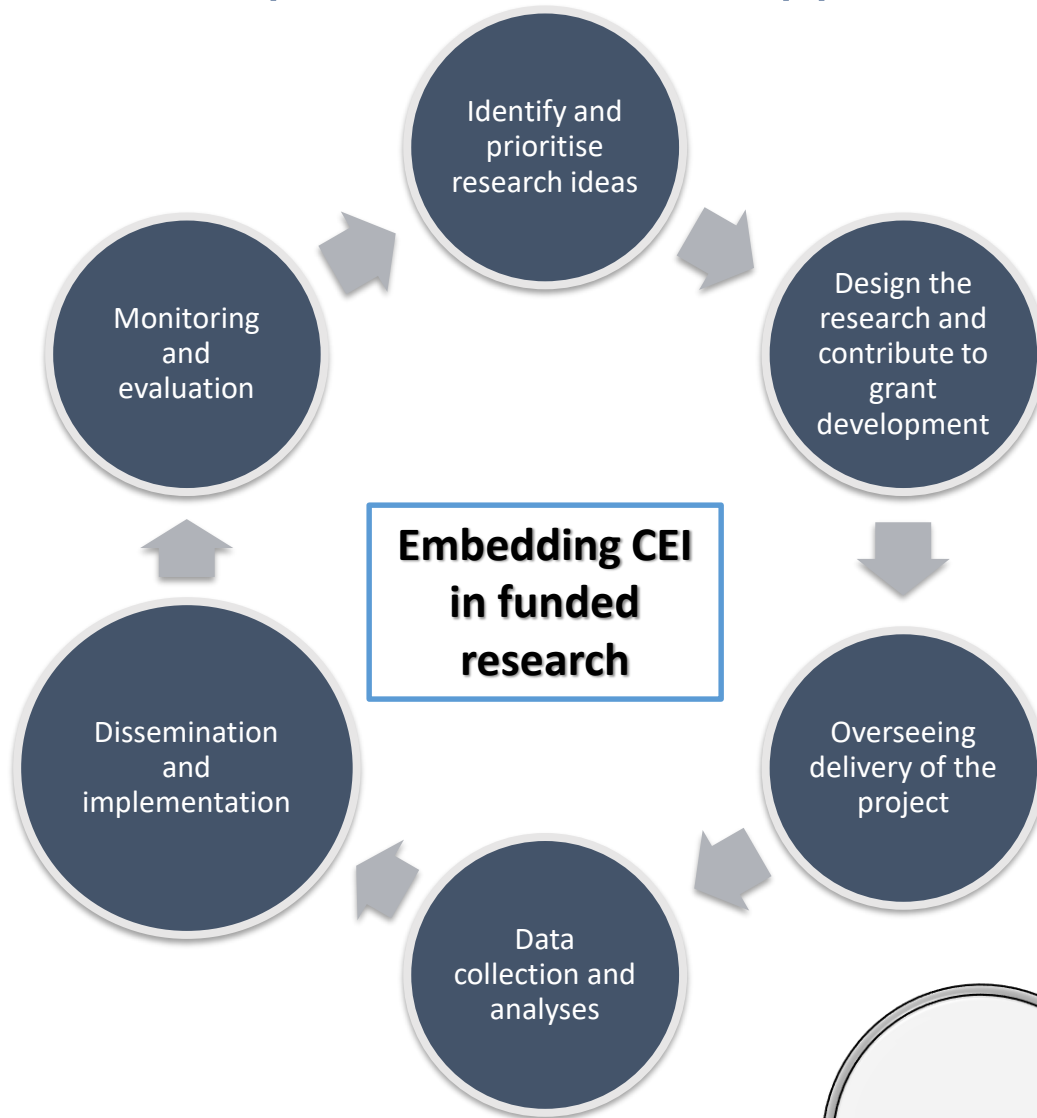 Identify and
prioritise
research ideas
Design the
research and
contribute to
grant
development
Overseeing
delivery of the
project
Data
collection and
analyses
Dissemination
and
implementation
Monitoring
and
evaluation
Embedding CEI
in funded
research